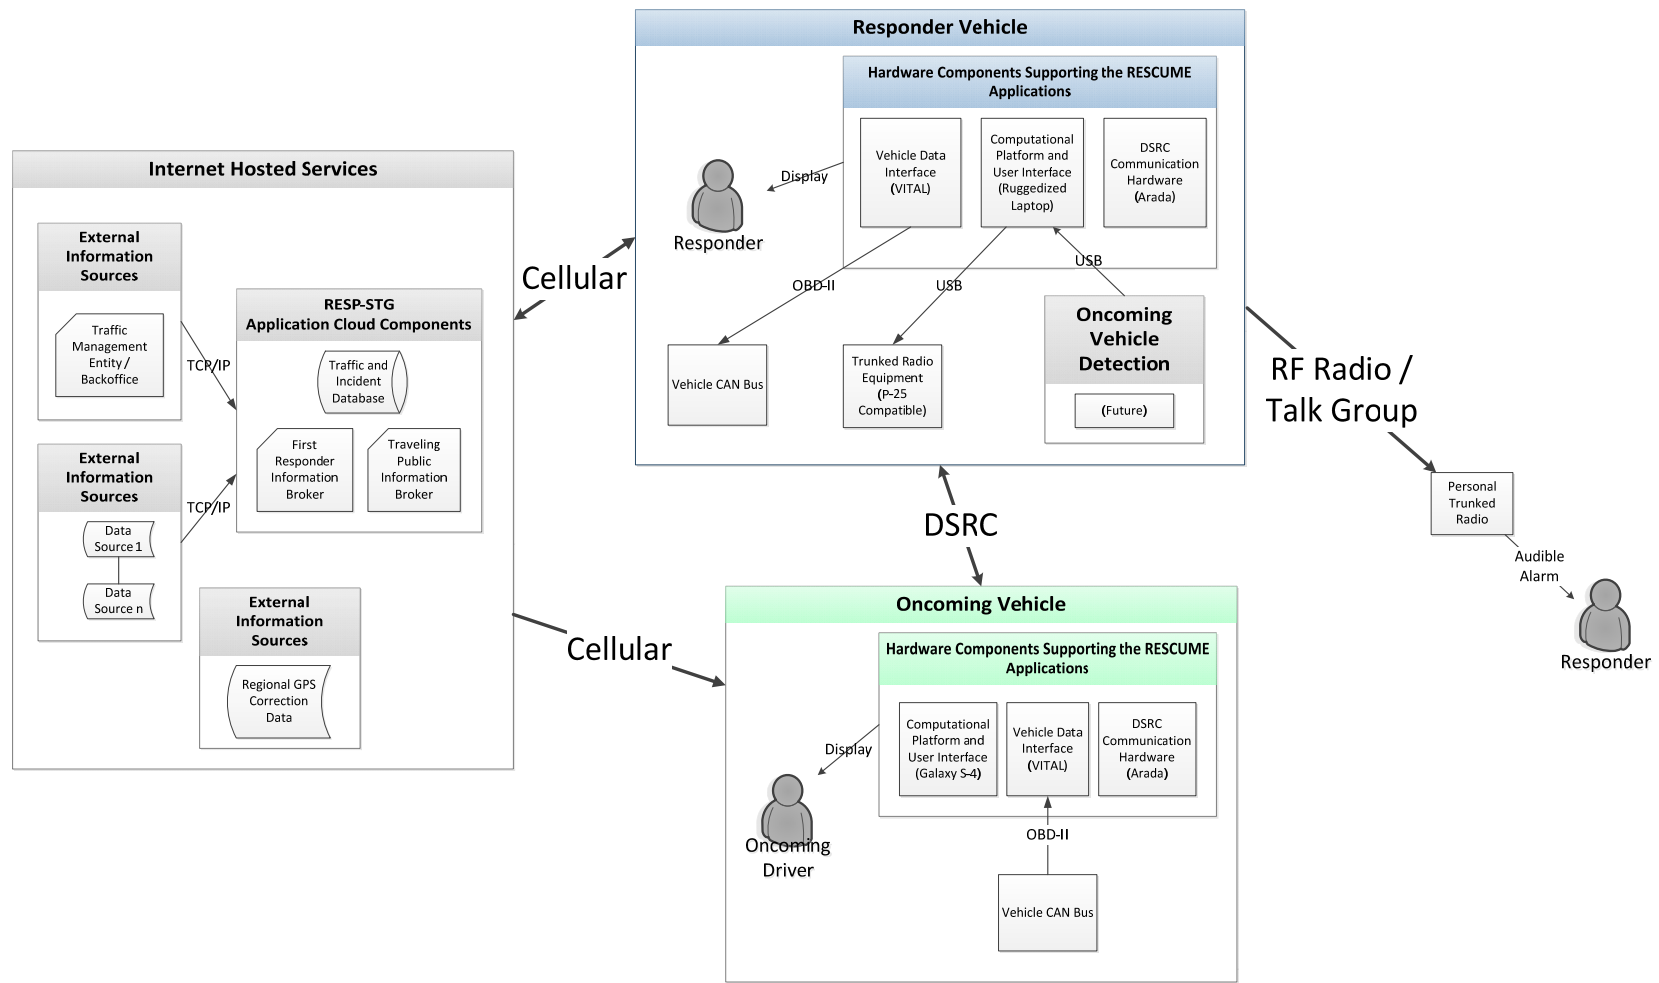 Internet Hosted Services
External
Information
Sources
Traffic
Management
Entity /
Backoffice
TCP/IP
RESP-STG
Application Cloud Components
Traffic and
Incident
Database
First
Responder
Information
Broker
Traveling
Public
Information
Broker
External
Information
Sources
Data
Source 1
Data
Source n
TCP/IP
External
Information
Sources
Regional GPS
Correction
Data
Cellular
Cellular
Responder Vehicle
Hardware Components Supporting the RESCUME
Applications
Vehicle Data
Interface
(VITAL)
Computational
Platform and
User Interface
(Ruggedized
Laptop)
DSRC
Communication
Hardware
(Arada)
Display
Responder
OBD-II
USB
USB
Vehicle CAN Bus
Trunked Radio
Equipment
(P-25
Compatible)
Oncoming
Vehicle
Detection
(Future)
DSRC
RF Radio /
Talk Group
Personal
Trunked
Radio
Audible
Alarm
Responder
Oncoming Vehicle
Hardware Components Supporting the RESCUME
Applications
Computational
Platform and
User Interface
(Galaxy S-4)
Vehicle Data
Interface
(VITAL)
DSRC
Communication
Hardware
(Arada)
Display
Oncoming
Driver
OBD-II
Vehicle CAN Bus